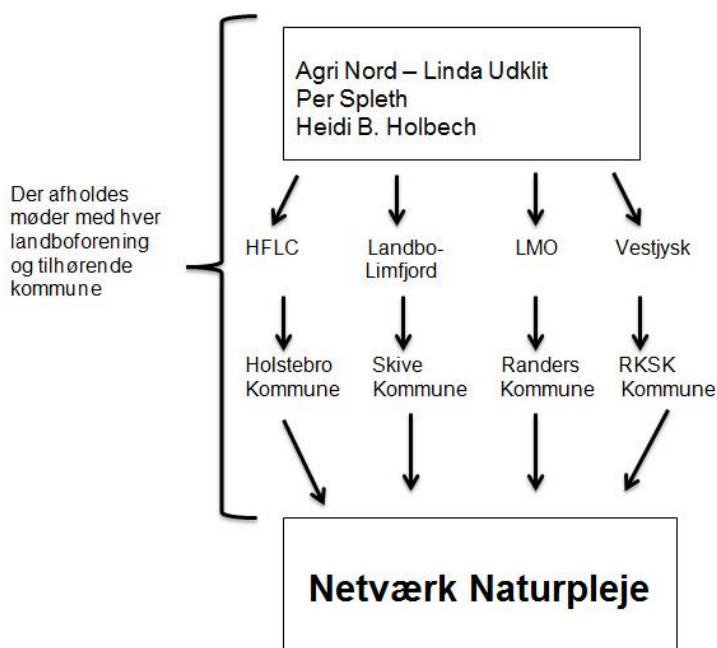 Agri Nord – Linda Udklit
Per Spleth
Heidi B. Holbech
Der afholdes
møder med hver
landboforening
og tilhørende
kommune
HFLC
Landbo-
Limfjord
LMO
Vestjysk
Holstebro
Kommune
Skive
Kommune
Randers
Kommune
RKSK
Kommune
Netværk Naturpleje